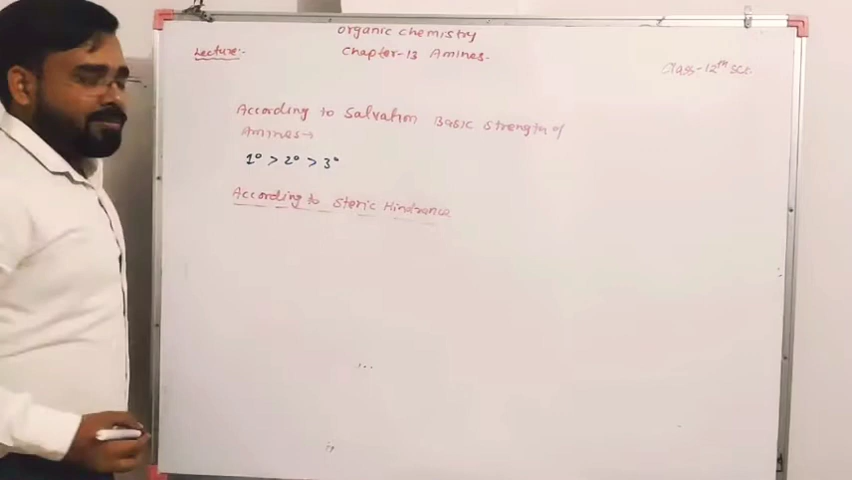 Organic Chemistry
Lecture:-
Chapter-13 Amines.
Class-12th Sci.
According to Salvation Basic Strength of
Amines→
1° > 2° > 3°
According to Steric Hindrance